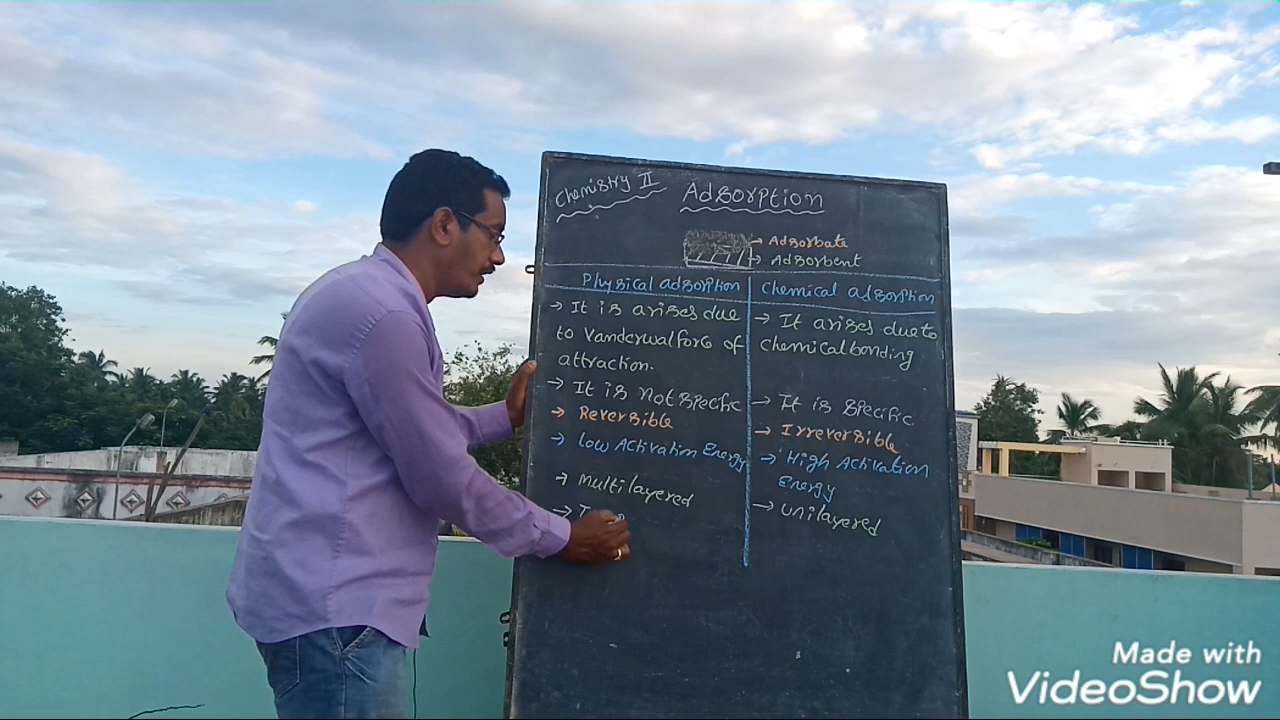 Chemistry II
Adsorption
→ Adsorbate
→ Adsorbent
Physical adsorption
→ It is arises due
to Vanderwal force of
attraction.
→ It is Not specific
→ Reversible
→ low Activation Energy
→ Multilayered
Chemical adsorption
→ It arises due to
chemical bonding
→ It is specific.
→ Irreversible
→ High Activation
Energy
→ unilayered
Made with
VideoShow